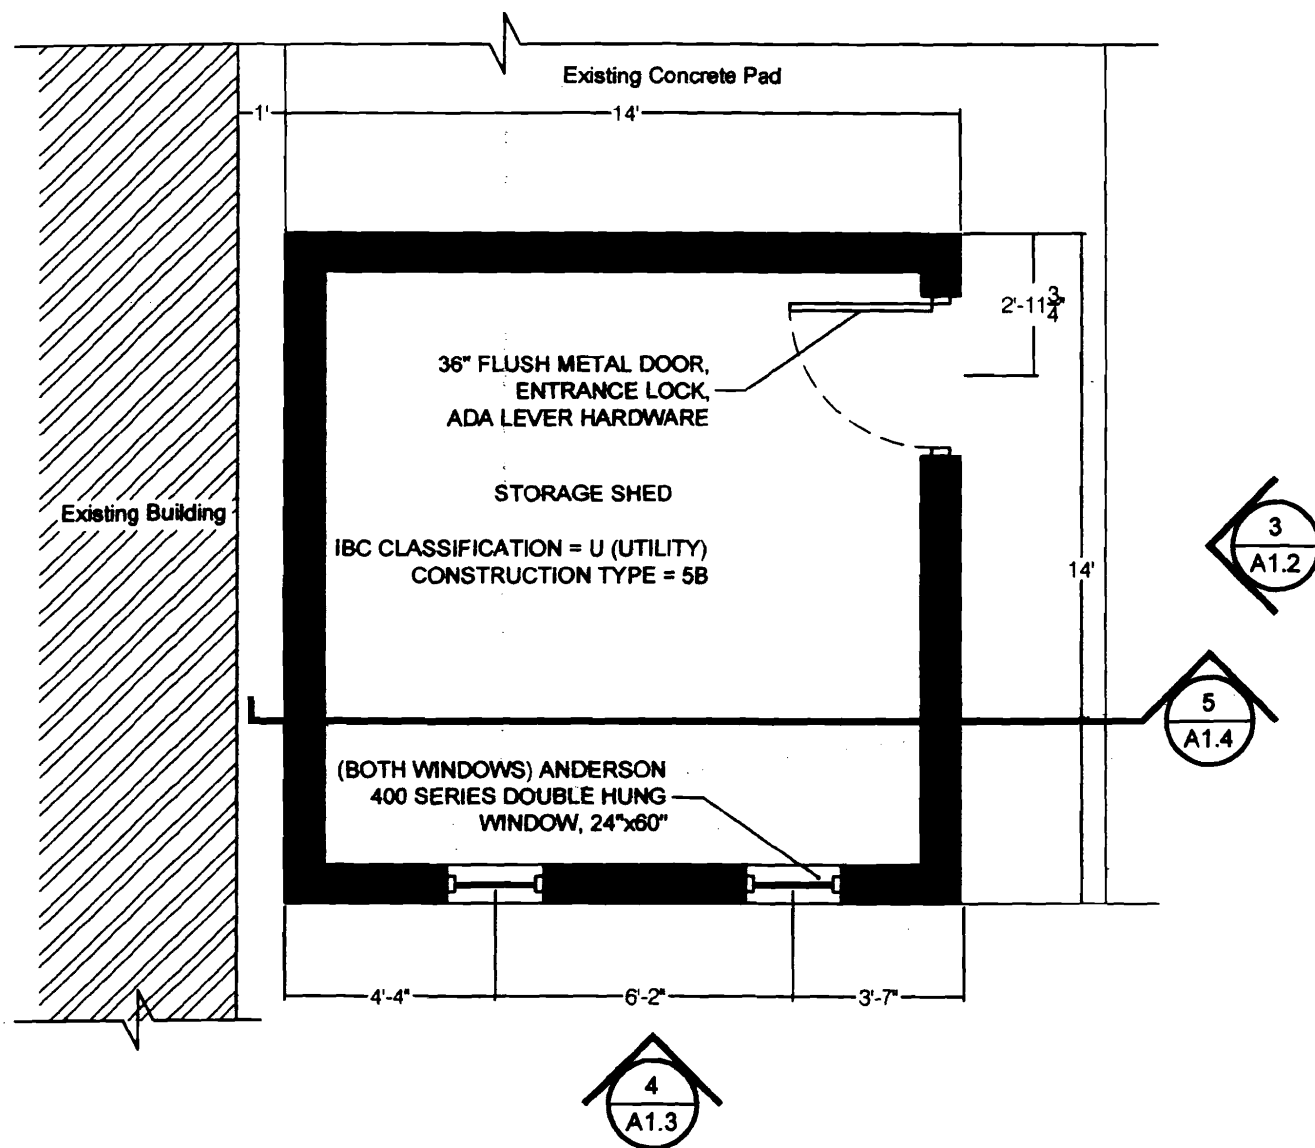 Existing Concrete Pad
1'
14'
2'-11 3/4"
36" FLUSH METAL DOOR,
ENTRANCE LOCK,
ADA LEVER HARDWARE
STORAGE SHED
Existing Building
IBC CLASSIFICATION = U (UTILITY)
CONSTRUCTION TYPE = 5B
14'
3
A1.2
5
A1.4
(BOTH WINDOWS) ANDERSON
400 SERIES DOUBLE HUNG
WINDOW, 24"x60"
4'-4"
6'-2"
3'-7"
4
A1.3